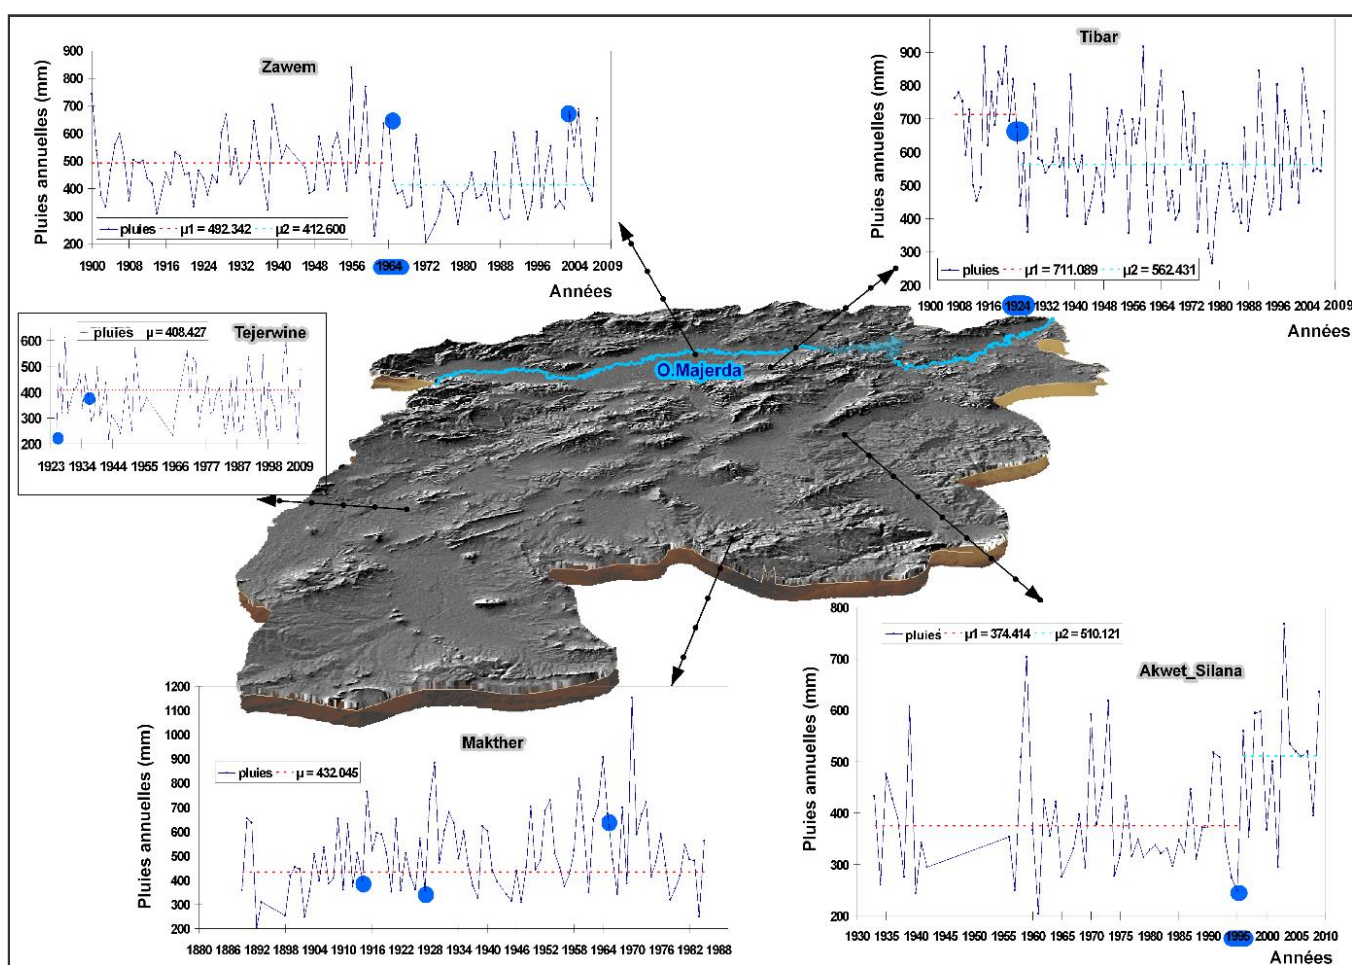 Zawem
Pluies annuelles (mm)
900
800
700
600
500
400
300
200
pluies μ1 = 492.342 μ2 = 412.600
1900 1908 1916 1924 1932 1940 1948 1956 1964 1972 1980 1988 1996 2004 2009
Années
Tibar
Pluies annuelles (mm)
900
800
700
600
500
400
300
200
pluies μ1 = 711.089 μ2 = 562.431
1900 1908 1916 1924 1932 1940 1948 1956 1964 1972 1980 1988 1996 2004 2009
Années
pluies μ = 408.427
Tejerwine
600
500
400
300
200
1923 1934 1944 1955 1966 1977 1987 1998 2009
O.Majerda
Makther
Pluies annuelles (mm)
1200
1100
1000
900
800
700
600
500
400
300
200
pluies μ = 432.045
1880 1886 1892 1898 1904 1910 1916 1922 1928 1934 1940 1946 1952 1958 1964 1970 1976 1982 1988
pluies μ1 = 374.414 μ2 = 510.121
Akwet_Silana
Pluies annuelles (mm)
800
700
600
500
400
300
200
1930 1935 1940 1945 1950 1955 1960 1965 1970 1975 1980 1985 1990 1995 2000 2005 2010
Années